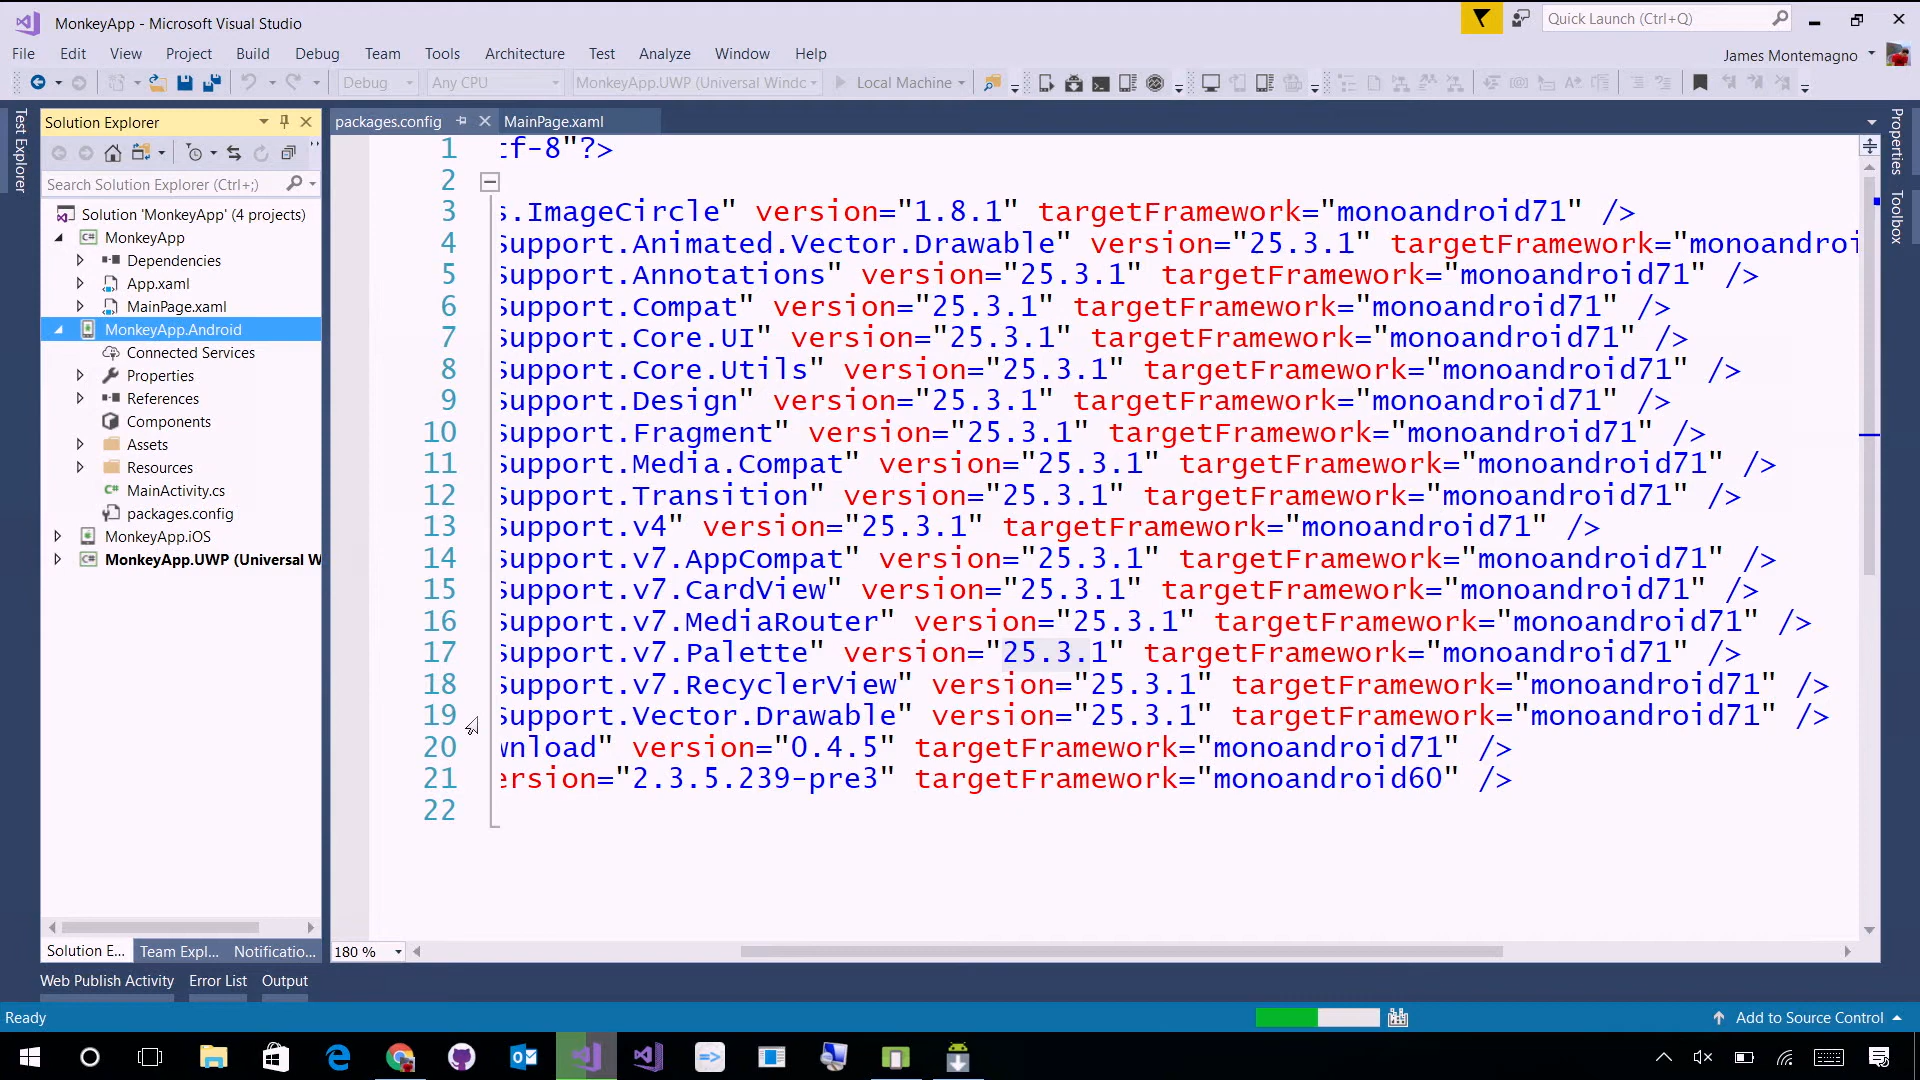 MonkeyApp - Microsoft Visual Studio
Quick Launch (Ctrl+Q)
File Edit View Project Build Debug Team Tools Architecture Test Analyze Window Help
James Montemagno
Debug Any CPU MonkeyApp.UWP (Universal Windc Local Machine
Test Explorer
Solution Explorer
packages.config MainPage.xaml
Properties
Toolbox
Search Solution Explorer (Ctrl+;)
Solution 'MonkeyApp' (4 projects)
MonkeyApp
Dependencies
App.xaml
MainPage.xaml
MonkeyApp.Android
Connected Services
Properties
References
Components
Assets
Resources
MainActivity.cs
packages.config
MonkeyApp.iOS
MonkeyApp.UWP (Universal W
1 tf-8"?>
2
3 s.ImageCircle" version="1.8.1" targetFramework="monoandroid71" />
4 Support.Animated.Vector.Drawable" version="25.3.1" targetFramework="monoandroi
5 Support.Annotations" version="25.3.1" targetFramework="monoandroid71" />
6 Support.Compat" version="25.3.1" targetFramework="monoandroid71" />
7 Support.Core.UI" version="25.3.1" targetFramework="monoandroid71" />
8 Support.Core.Utils" version="25.3.1" targetFramework="monoandroid71" />
9 Support.Design" version="25.3.1" targetFramework="monoandroid71" />
10 Support.Fragment" version="25.3.1" targetFramework="monoandroid71" />
11 Support.Media.Compat" version="25.3.1" targetFramework="monoandroid71" />
12 Support.Transition" version="25.3.1" targetFramework="monoandroid71" />
13 Support.v4" version="25.3.1" targetFramework="monoandroid71" />
14 Support.v7.AppCompat" version="25.3.1" targetFramework="monoandroid71" />
15 Support.v7.CardView" version="25.3.1" targetFramework="monoandroid71" />
16 Support.v7.MediaRouter" version="25.3.1" targetFramework="monoandroid71" />
17 Support.v7.Palette" version="25.3.1" targetFramework="monoandroid71" />
18 Support.v7.RecyclerView" version="25.3.1" targetFramework="monoandroid71" />
19 Support.Vector.Drawable" version="25.3.1" targetFramework="monoandroid71" />
20 wnload" version="0.4.5" targetFramework="monoandroid71" />
21 ersion="2.3.5.239-pre3" targetFramework="monoandroid60" />
22
Solution E... Team Expl... Notificatio...
180 %
Web Publish Activity Error List Output
Ready
Add to Source Control